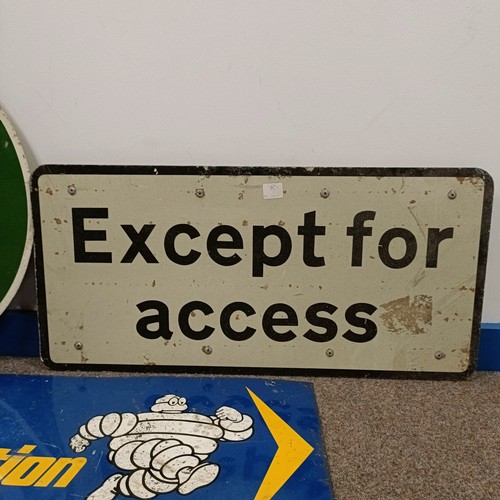 Except for
access
tion